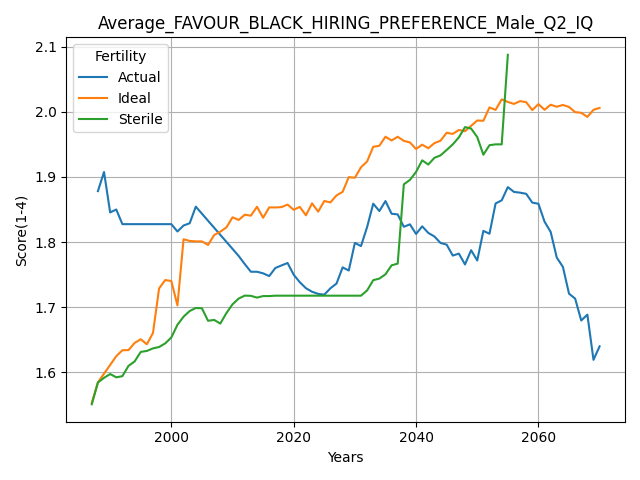 Average_FAVOUR_BLACK_HIRING_PREFERENCE_Male_Q2_IQ
Fertility
Actual
Ideal
Sterile
Score(1-4)
2.1
2.0
1.9
1.8
1.7
1.6
2000 2020 2040 2060
Years